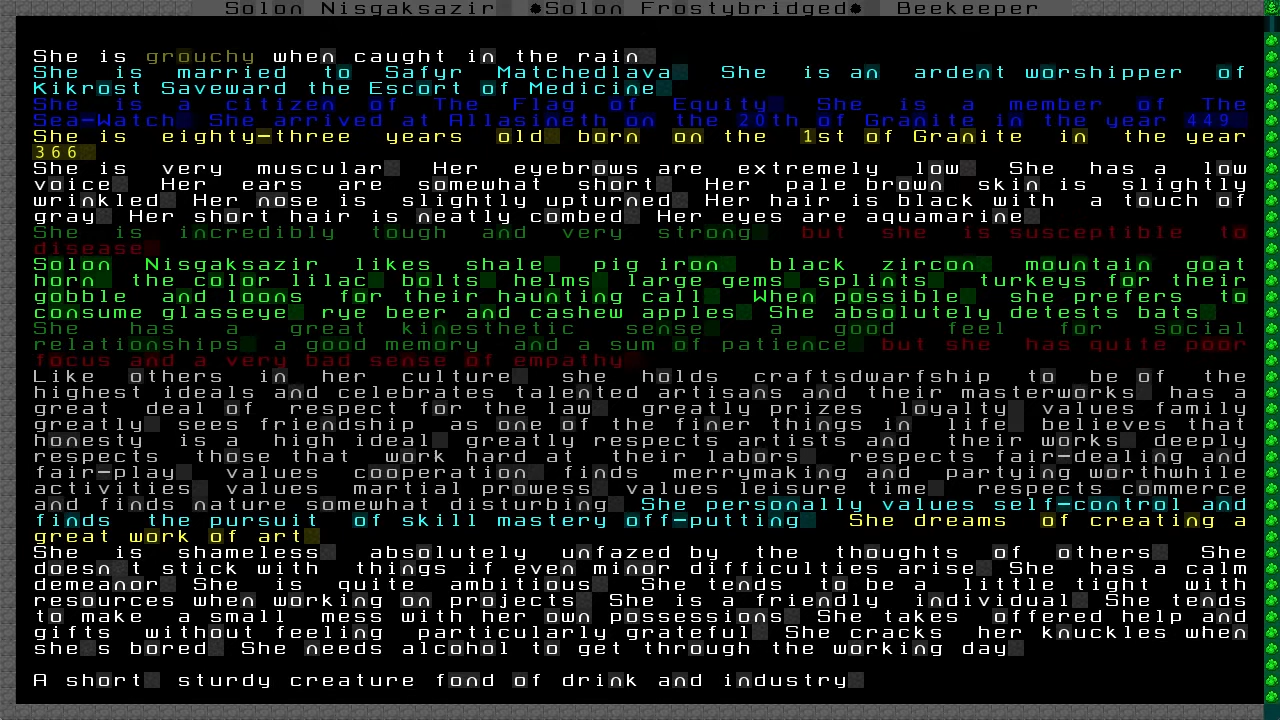 Solon Nisgaksazir  •Solon Frostybridged•  Beekeeper
She is grouchy when caught in the rain
She is married to Safyr Matchedlava  She is an ardent worshipper of
Kikrost Saveward the Escort of Medicine
She is a citizen of The Flag of Equity  She is a member of The
Sea-Watch  She arrived at Allasineth on the 20th of Granite in the year 449
She is eighty-three years old  born on the 1st of Granite in the year
366
She is very muscular  Her eyebrows are extremely low  She has a low
voice  Her ears are somewhat short  Her pale brown skin is slightly
wrinkled  Her nose is slightly upturned  Her hair is black with a touch of
gray  Her short hair is neatly combed  Her eyes are aquamarine
She is incredibly tough and very strong  but she is susceptible to
disease
Solon Nisgaksazir likes shale  pig iron  black zircon  mountain goat
horn  the color lilac  bolts  helms  large gems  splints  turkeys for their
gobble and loons for their haunting call  When possible  she prefers to
consume glasseye  rye beer and cashew apples  She absolutely detests bats
She has a great kinesthetic sense  a good feel for social
relationships  a good memory  and a sum of patience  but she has quite poor
focus and a very bad sense of empathy
Like others in her culture  she holds craftsdwarfship to be of the
highest ideals and celebrates talented artisans and their masterworks  has a
great deal of respect for the law  greatly prizes loyalty  values family
greatly  sees friendship as one of the finer things in life  believes that
honesty is a high ideal  greatly respects artists and their works  deeply
respects those that work hard at their labors  respects fair-dealing and
fair-play  values cooperation  finds merrymaking and partying worthwhile
activities  values martial prowess  values leisure time  respects commerce
and finds nature somewhat disturbing  She personally values self-control and
finds the pursuit of skill mastery off-putting  She dreams of creating a
great work of art
She is shameless  absolutely unfazed by the thoughts of others  She
doesn t stick with things if even minor difficulties arise  She has a calm
demeanor  She is quite ambitious  She tends to be a little tight with
resources when working on projects  She is a friendly individual  She tends
to make a small mess with her own possessions  She takes offered help and
gifts without feeling particularly grateful  She cracks her knuckles when
she s bored  She needs alcohol to get through the working day
A short  sturdy creature fond of drink and industry